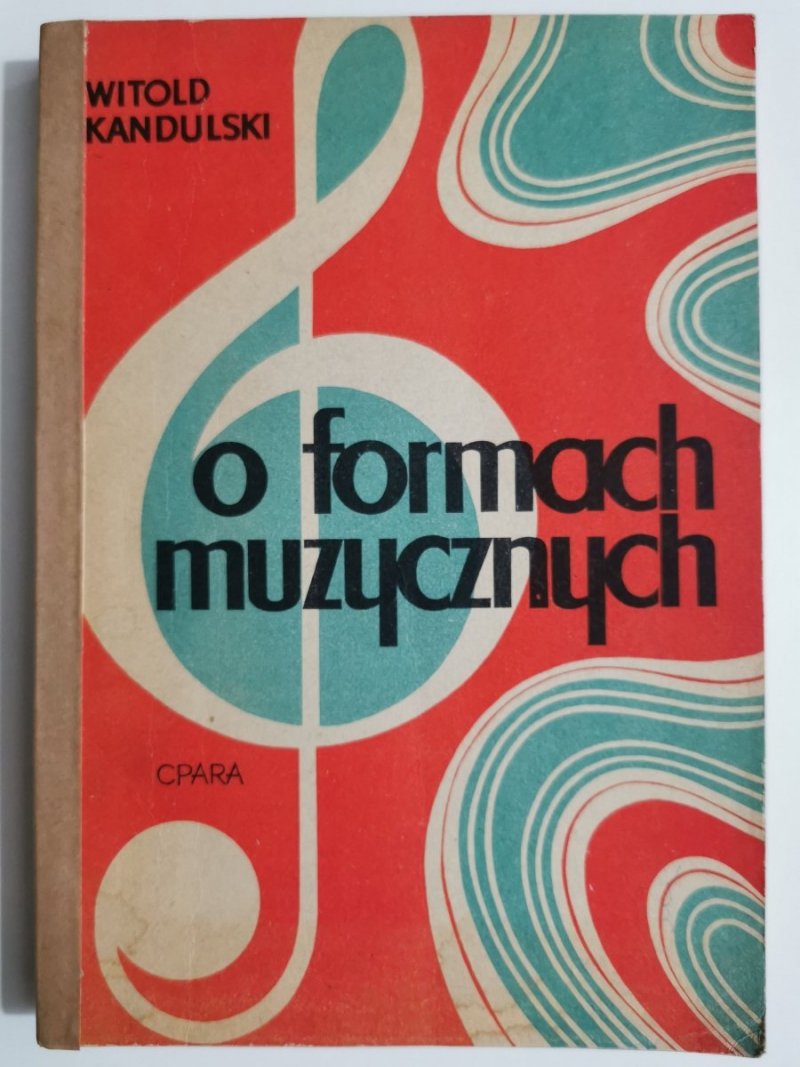 WITOLD
KANDULSKI
o formach
muzycznych
CPARA